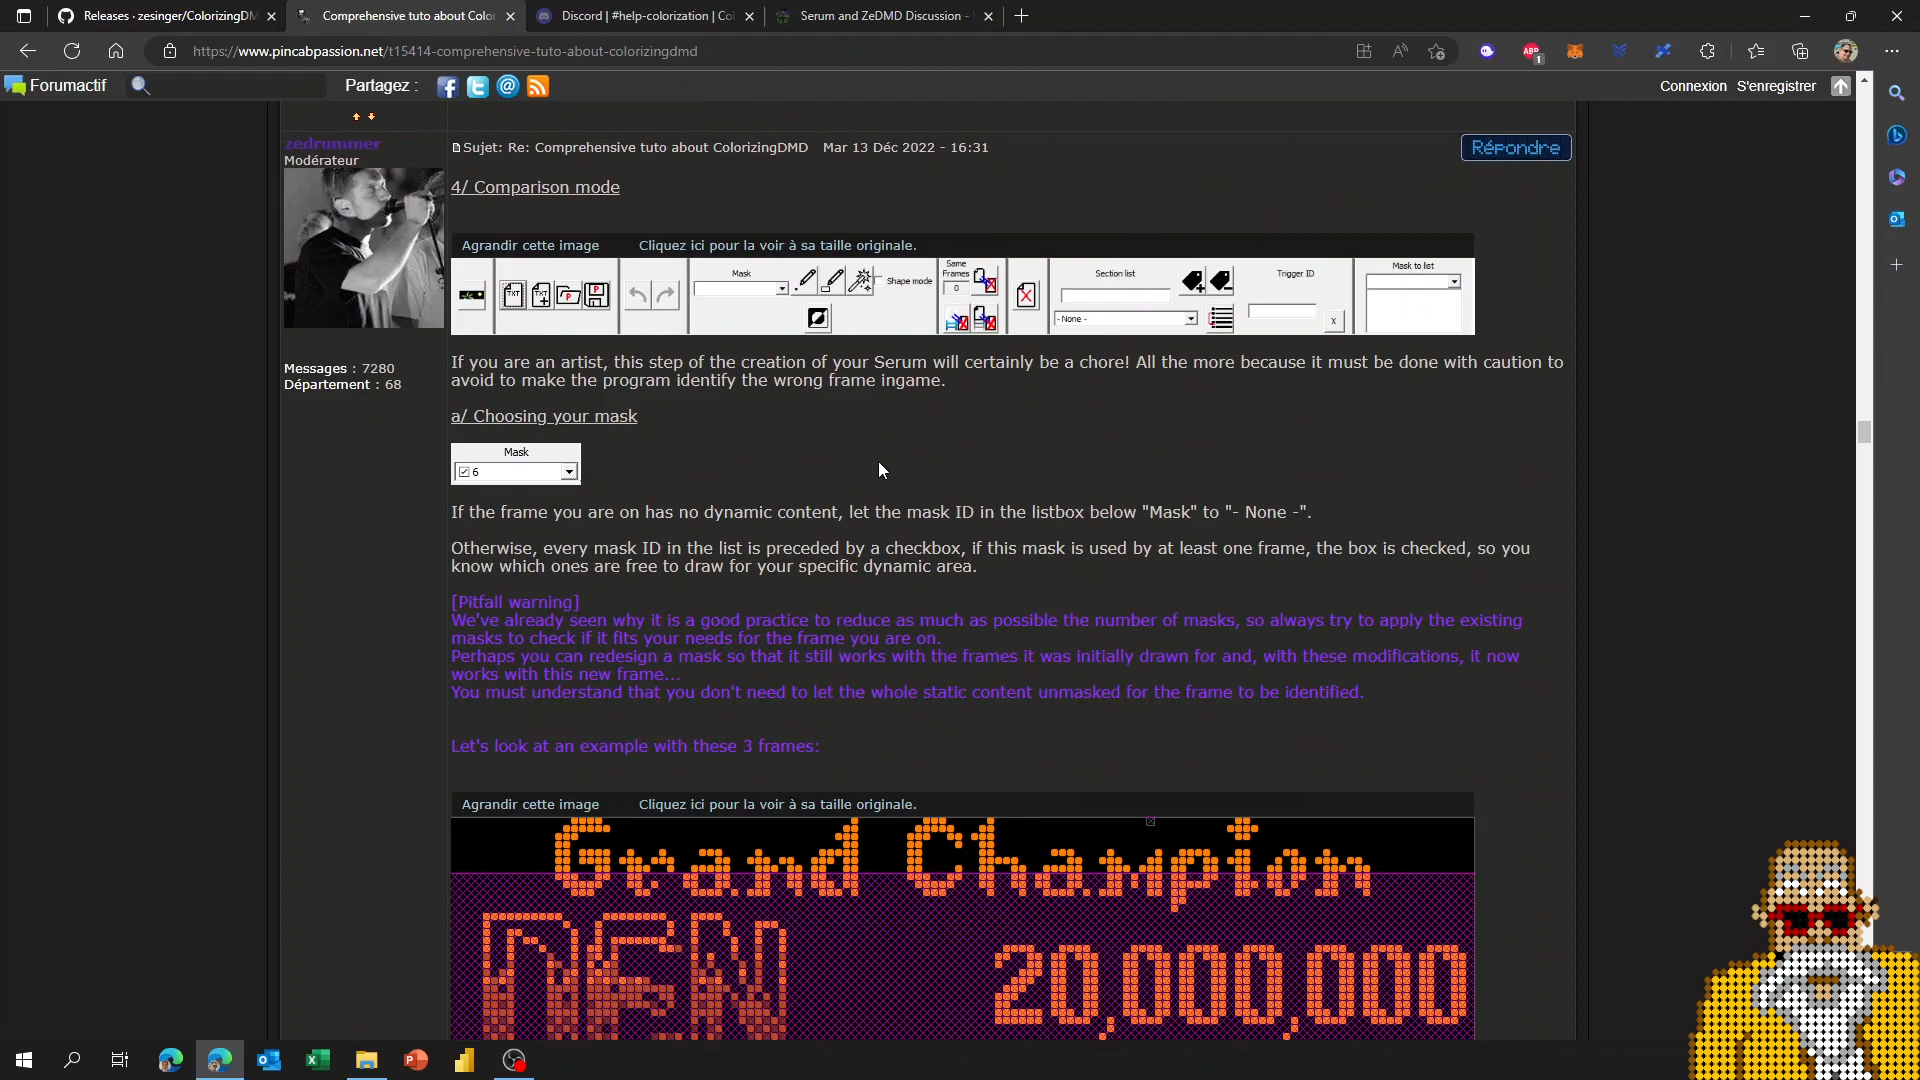 Releases · zesinger/ColorizingDM
Comprehensive tuto about Color
Discord | #help-colorization | Co
Serum and ZeDMD Discussion -
https://www.pincabpassion.net/t15414-comprehensive-tuto-about-colorizingdmd
Forumactif
Partagez :
Connexion S'enregistrer
zedrummer
Modérateur
Sujet: Re: Comprehensive tuto about ColorizingDMD Mar 13 Déc 2022 - 16:31
Répondre
4/ Comparison mode
Agrandir cette image Cliquez ici pour la voir à sa taille originale.
Mask
Shape mode
Same
Frames
0
Section list
- None -
Trigger ID
x
Mask to list
Messages : 7280
Département : 68
If you are an artist, this step of the creation of your Serum will certainly be a chore! All the more because it must be done with caution to
avoid to make the program identify the wrong frame ingame.
a/ Choosing your mask
Mask
6
If the frame you are on has no dynamic content, let the mask ID in the listbox below "Mask" to "- None -".
Otherwise, every mask ID in the list is preceded by a checkbox, if this mask is used by at least one frame, the box is checked, so you
know which ones are free to draw for your specific dynamic area.
[Pitfall warning]
We've already seen why it is a good practice to reduce as much as possible the number of masks, so always try to apply the existing
masks to check if it fits your needs for the frame you are on.
Perhaps you can redesign a mask so that it still works with the frames it was initially drawn for and, with these modifications, it now
works with this new frame...
You must understand that you don't need to let the whole static content unmasked for the frame to be identified.
Let's look at an example with these 3 frames:
Agrandir cette image Cliquez ici pour la voir à sa taille originale.
Grand Champion
20,000,000